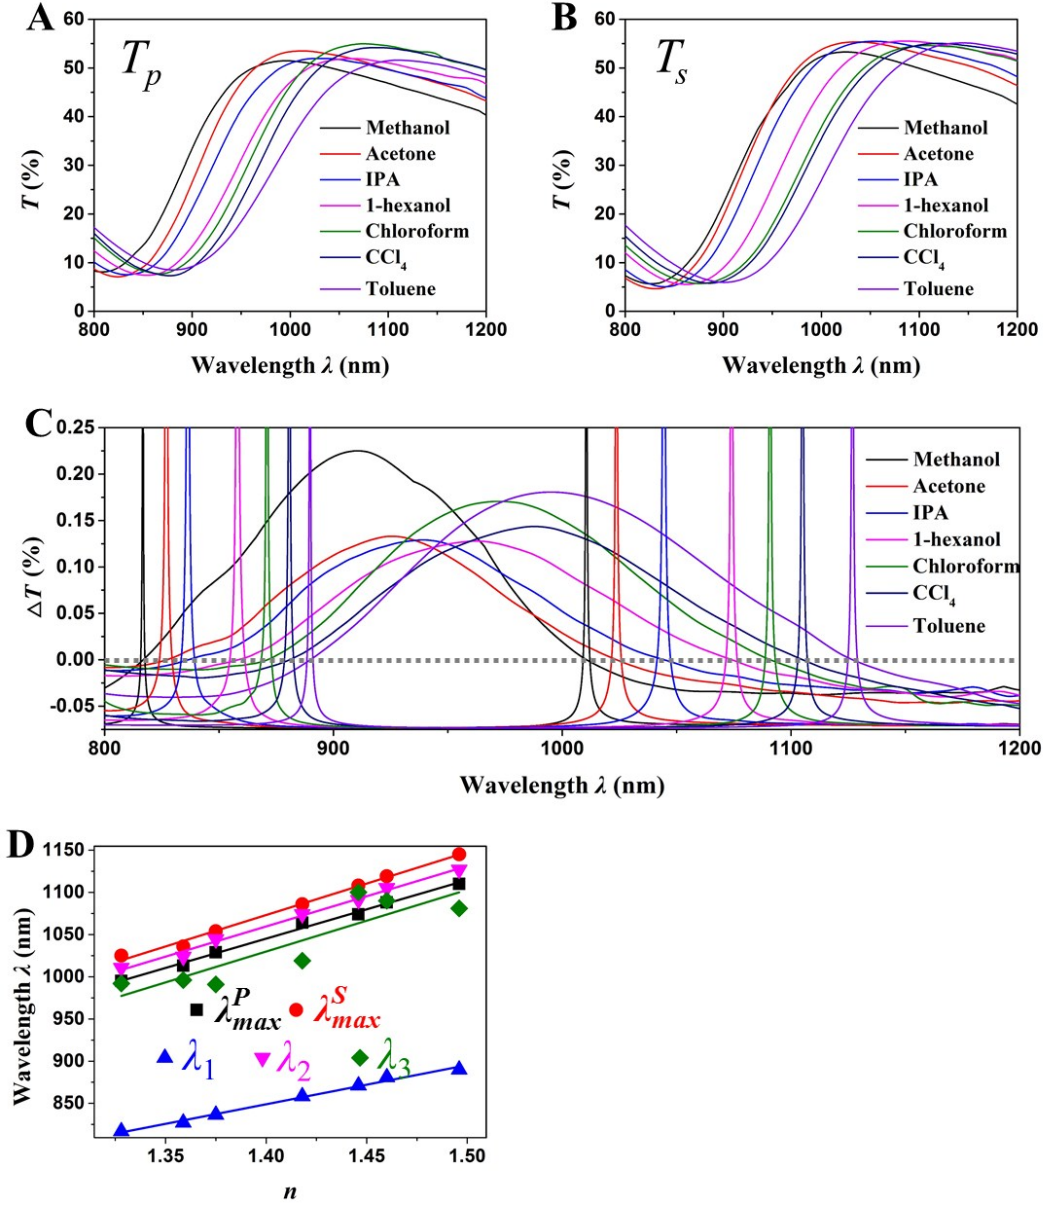 A
T_p
60
50
40
30
20
10
0
T (%)
Methanol
Acetone
IPA
1-hexanol
Chloroform
CCl₄
Toluene
800 900 1000 1100 1200
Wavelength λ (nm)
B
T_s
60
50
40
30
20
10
0
T (%)
Methanol
Acetone
IPA
1-hexanol
Chloroform
CCl₄
Toluene
800 900 1000 1100 1200
Wavelength λ (nm)
C
0.25
0.20
0.15
0.10
0.05
0.00
-0.05
ΔT (%)
Methanol
Acetone
IPA
1-hexanol
Chloroform
CCl₄
Toluene
800 900 1000 1100 1200
Wavelength λ (nm)
D
1150
1100
1050
1000
950
900
850
Wavelength λ (nm)
λ^P_max λ^S_max
λ₁ λ₂ λ₃
1.35 1.40 1.45 1.50
n